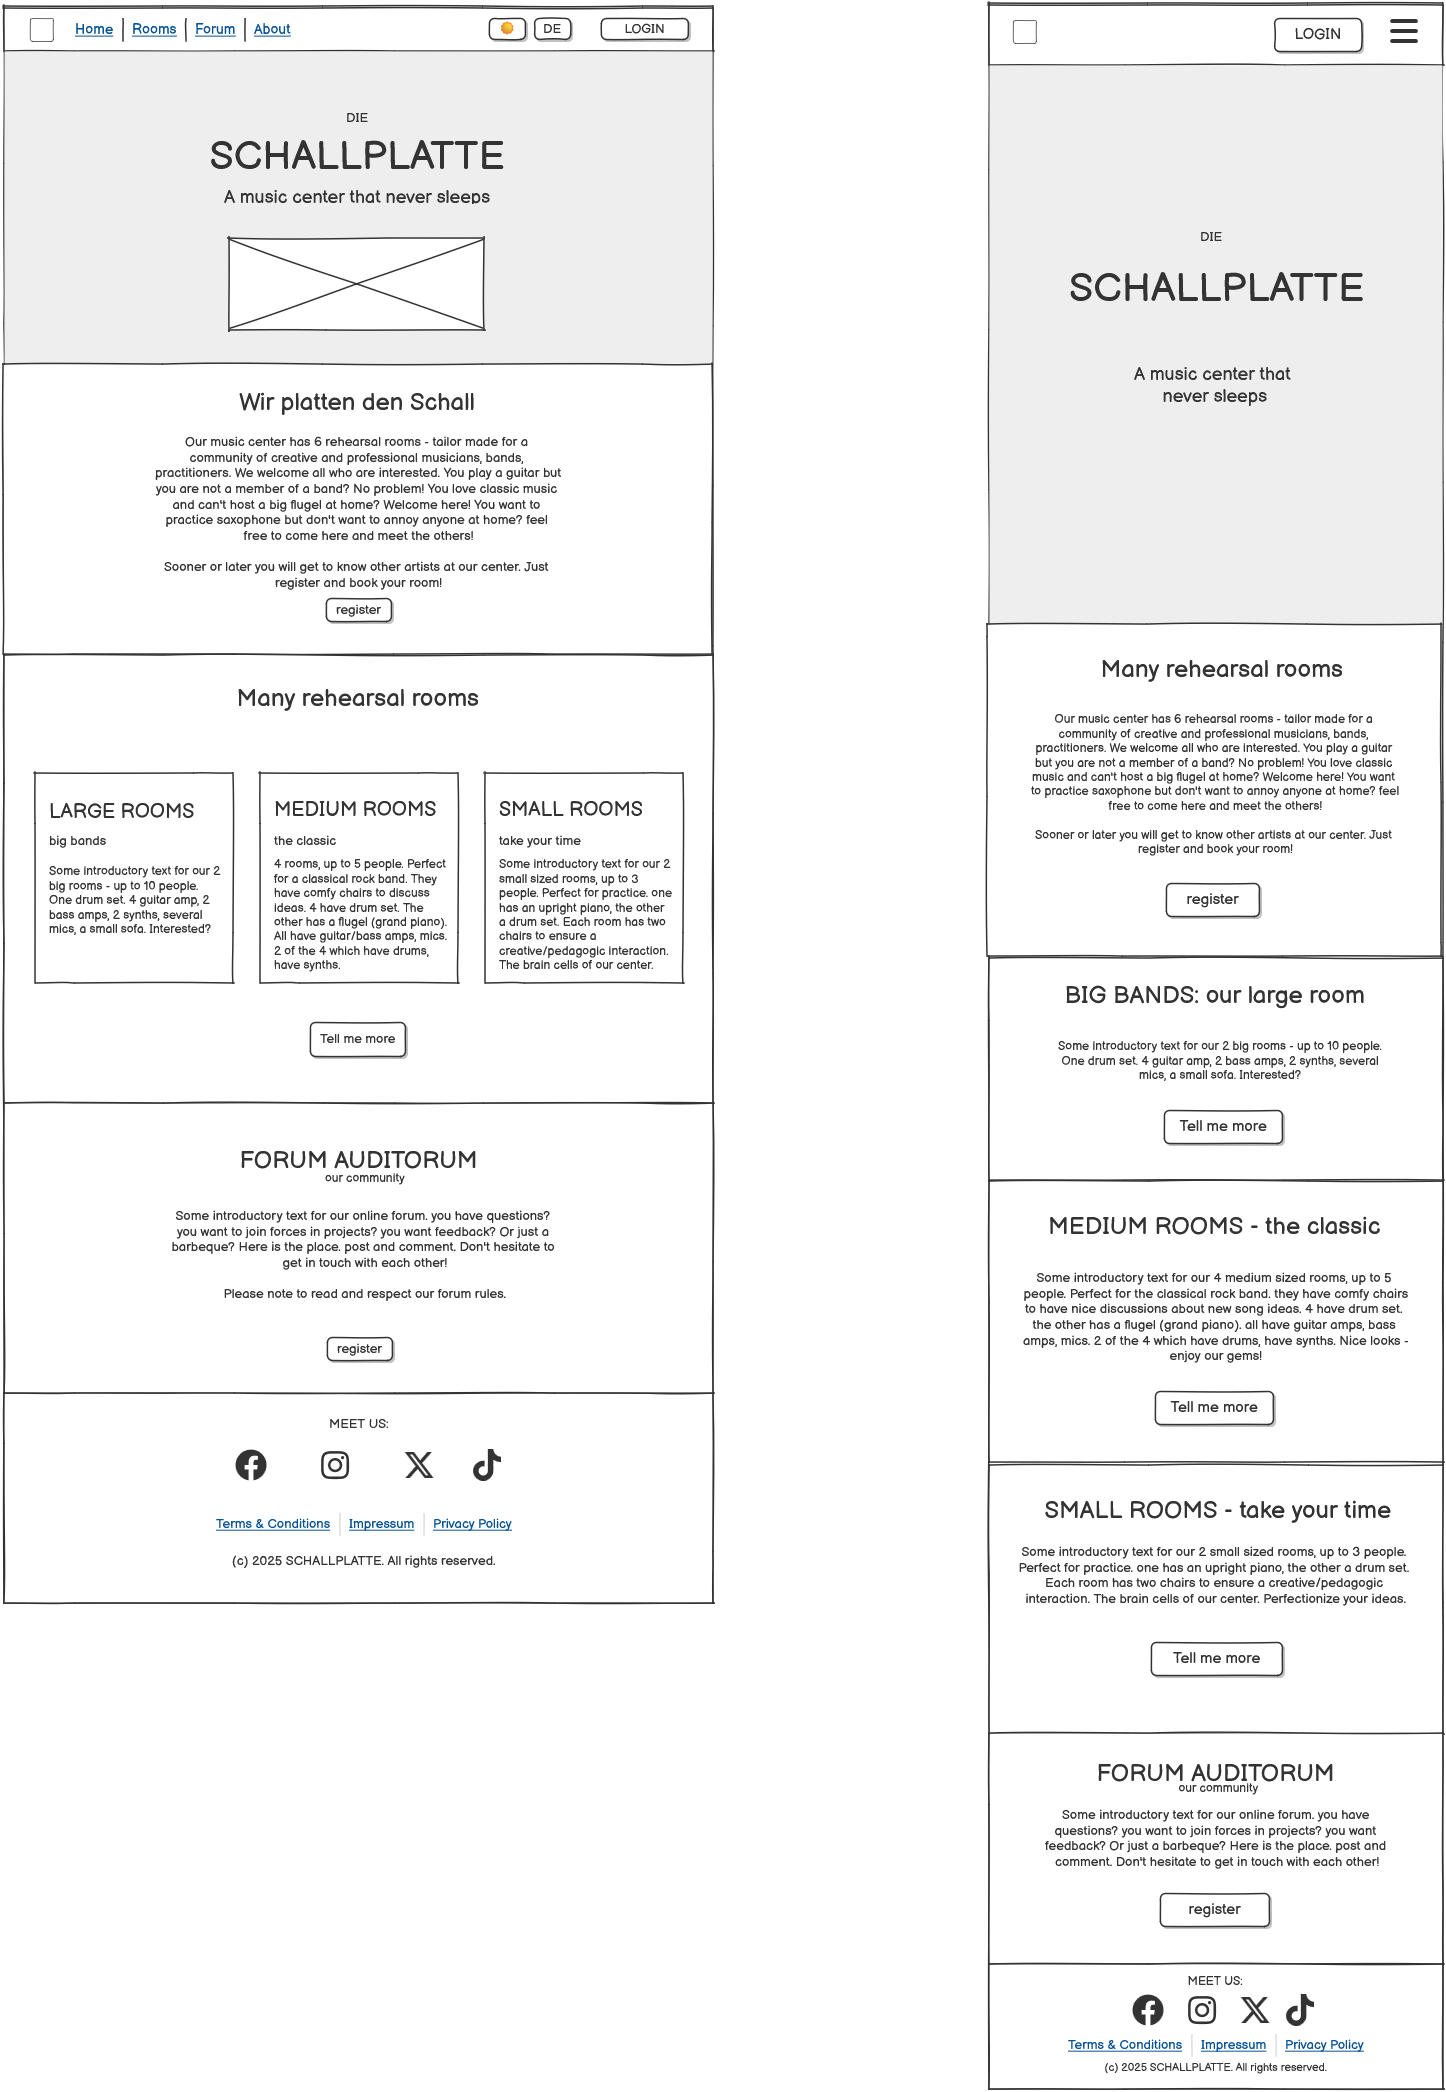 Home
Rooms
Forum
About
DE
LOGIN
DIE
SCHALLPLATTE
A music center that never sleeps
Wir platten den Schall
Our music center has 6 rehearsal rooms - tailor made for a
community of creative and professional musicians, bands,
practitioners. We welcome all who are interested. You play a guitar but
you are not a member of a band? No problem! You love classic music
and can't host a big flugel at home? Welcome here! You want to
practice saxophone but don't want to annoy anyone at home? feel
free to come here and meet the others!
Sooner or later you will get to know other artists at our center. Just
register and book your room!
register
Many rehearsal rooms
LARGE ROOMS
big bands
Some introductory text for our 2
big rooms - up to 10 people.
One drum set. 4 guitar amp, 2
bass amps, 2 synths, several
mics, a small sofa. Interested?
MEDIUM ROOMS
the classic
4 rooms, up to 5 people. Perfect
for a classical rock band. They
have comfy chairs to discuss
ideas. 4 have drum set. The
other has a flugel (grand piano).
All have guitar/bass amps, mics.
2 of the 4 which have drums,
have synths.
SMALL ROOMS
take your time
Some introductory text for our 2
small sized rooms, up to 3
people. Perfect for practice. one
has an upright piano, the other
a drum set. Each room has two
chairs to ensure a
creative/pedagogic interaction.
The brain cells of our center.
Tell me more
FORUM AUDITORUM
our community
Some introductory text for our online forum. you have questions?
you want to join forces in projects? you want feedback? Or just a
barbeque? Here is the place. post and comment. Don't hesitate to
get in touch with each other!
Please note to read and respect our forum rules.
register
MEET US:
Terms & Conditions
Impressum
Privacy Policy
(c) 2025 SCHALLPLATTE. All rights reserved.
LOGIN
DIE
SCHALLPLATTE
A music center that
never sleeps
Many rehearsal rooms
Our music center has 6 rehearsal rooms - tailor made for a
community of creative and professional musicians, bands,
practitioners. We welcome all who are interested. You play a guitar
but you are not a member of a band? No problem! You love classic
music and can't host a big flugel at home? Welcome here! You want
to practice saxophone but don't want to annoy anyone at home? feel
free to come here and meet the others!
Sooner or later you will get to know other artists at our center. Just
register and book your room!
register
BIG BANDS: our large room
Some introductory text for our 2 big rooms - up to 10 people.
One drum set. 4 guitar amp, 2 bass amps, 2 synths, several
mics, a small sofa. Interested?
Tell me more
MEDIUM ROOMS - the classic
Some introductory text for our 4 medium sized rooms, up to 5
people. Perfect for the classical rock band. they have comfy chairs
to have nice discussions about new song ideas. 4 have drum set.
the other has a flugel (grand piano). all have guitar amps, bass
amps, mics. 2 of the 4 which have drums, have synths. Nice looks -
enjoy our gems!
Tell me more
SMALL ROOMS - take your time
Some introductory text for our 2 small sized rooms, up to 3 people.
Perfect for practice. one has an upright piano, the other a drum set.
Each room has two chairs to ensure a creative/pedagogic
interaction. The brain cells of our center. Perfectionize your ideas.
Tell me more
FORUM AUDITORUM
our community
Some introductory text for our online forum. you have
questions? you want to join forces in projects? you want
feedback? Or just a barbeque? Here is the place. post and
comment. Don't hesitate to get in touch with each other!
register
MEET US:
Terms & Conditions
Impressum
Privacy Policy
(c) 2025 SCHALLPLATTE. All rights reserved.